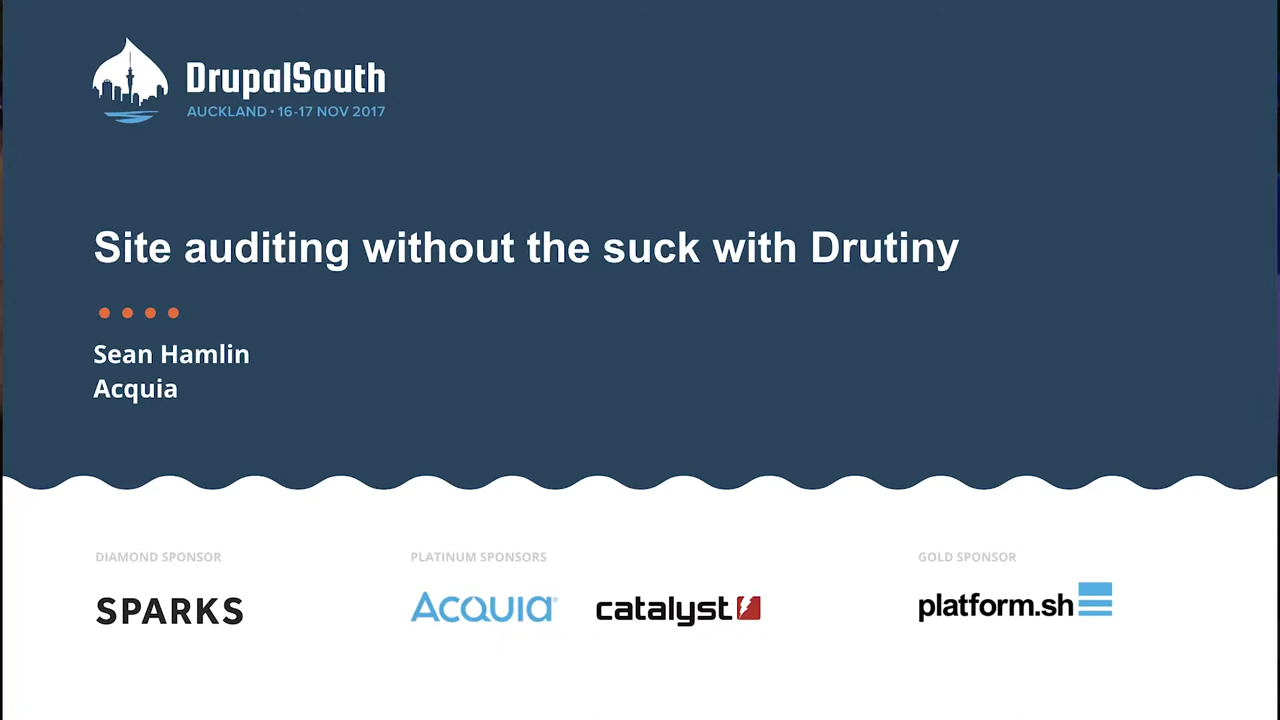 DrupalSouth
AUCKLAND • 16-17 NOV 2017
Site auditing without the suck with Drutiny
Sean Hamlin
Acquia
DIAMOND SPONSOR
PLATINUM SPONSORS
GOLD SPONSOR
SPARKS
ACQUIA
catalyst
platform.sh